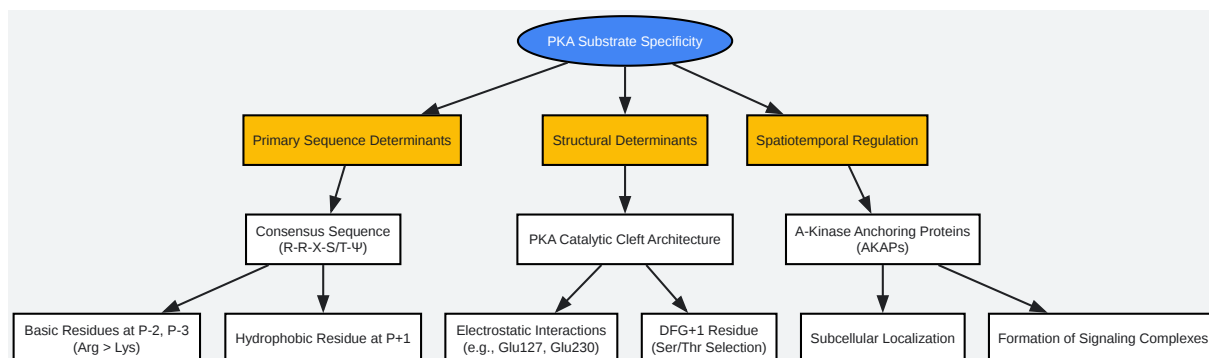 PKA Substrate Specificity
Primary Sequence Determinants
Structural Determinants
Spatiotemporal Regulation
Consensus Sequence
(R-R-X-S/T-Ψ)
PKA Catalytic Cleft Architecture
A-Kinase Anchoring Proteins
(AKAPs)
Basic Residues at P-2, P-3
(Arg > Lys)
Hydrophobic Residue at P+1
Electrostatic Interactions
(e.g., Glu127, Glu230)
DFG+1 Residue
(Ser/Thr Selection)
Subcellular Localization
Formation of Signaling Complexes